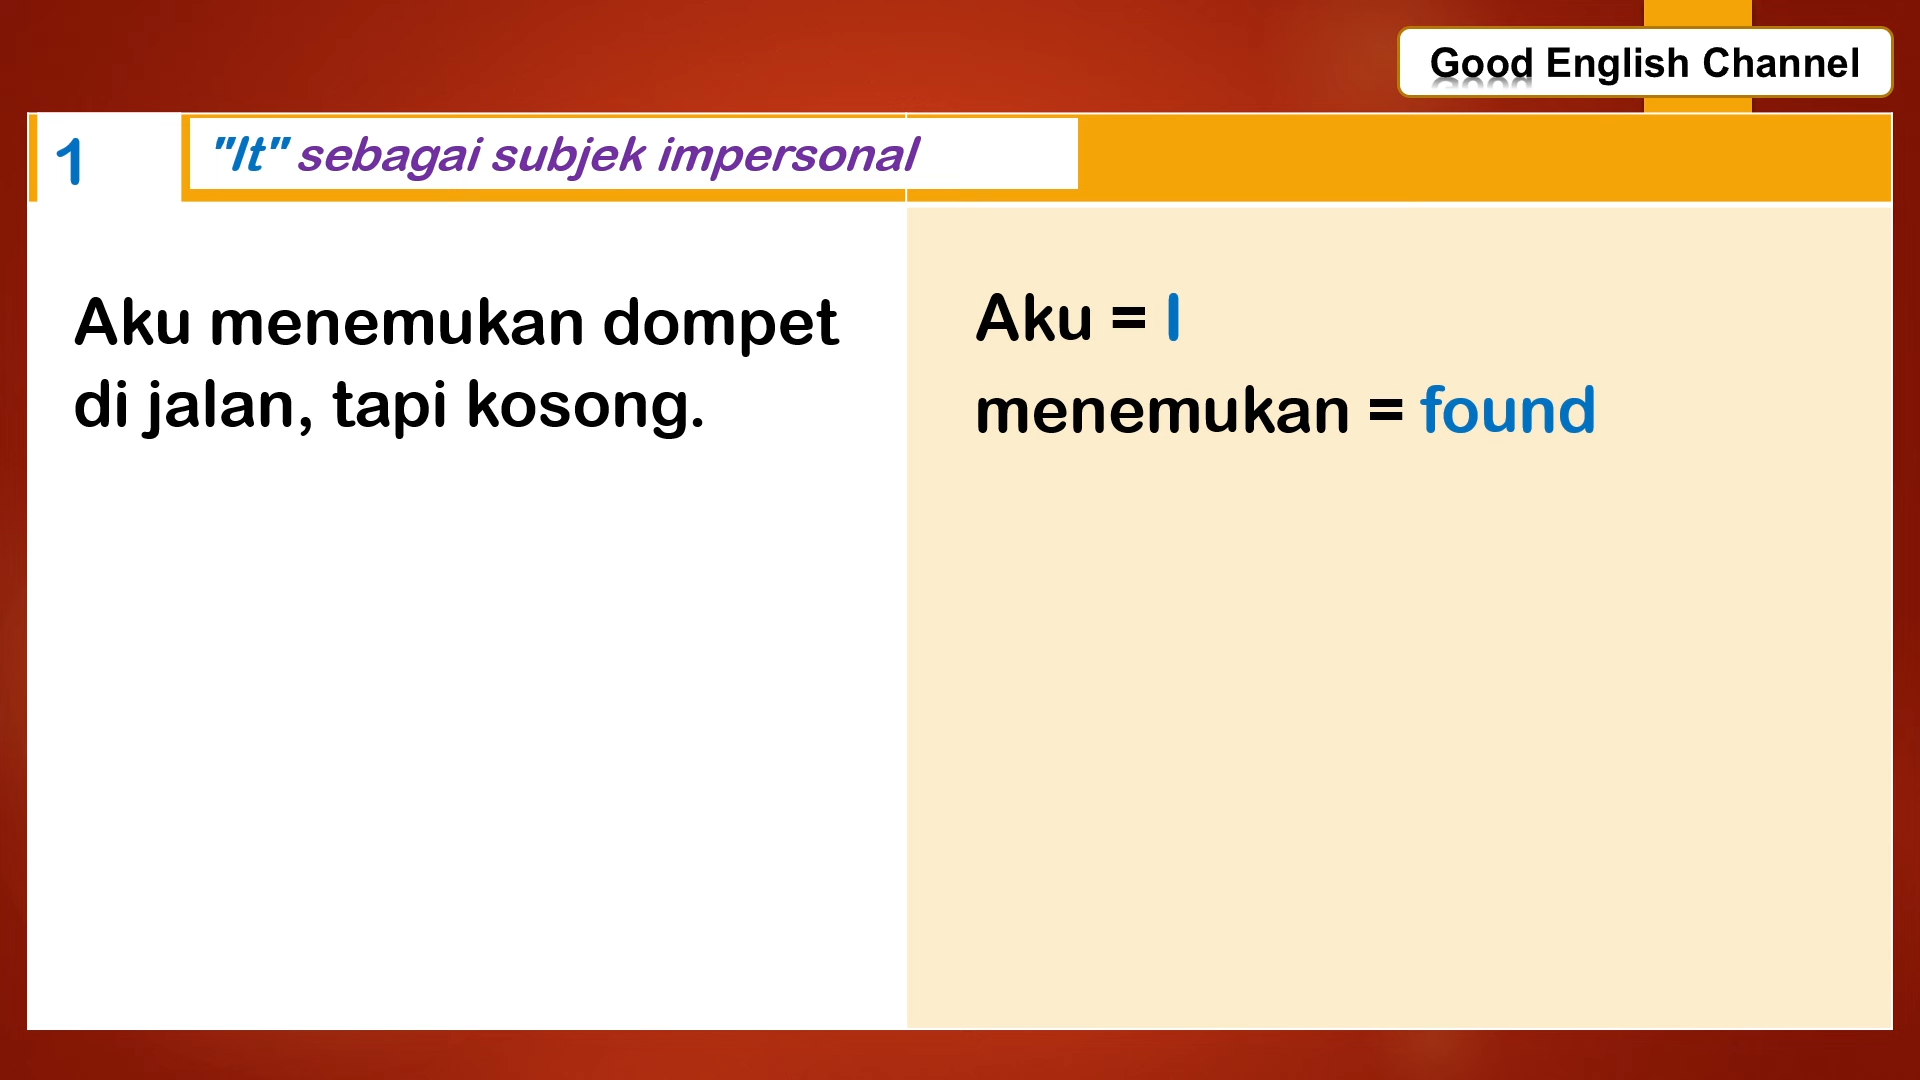 Good English Channel
1
"It" sebagai subjek impersonal
Aku menemukan dompet
di jalan, tapi kosong.
Aku = I
menemukan = found